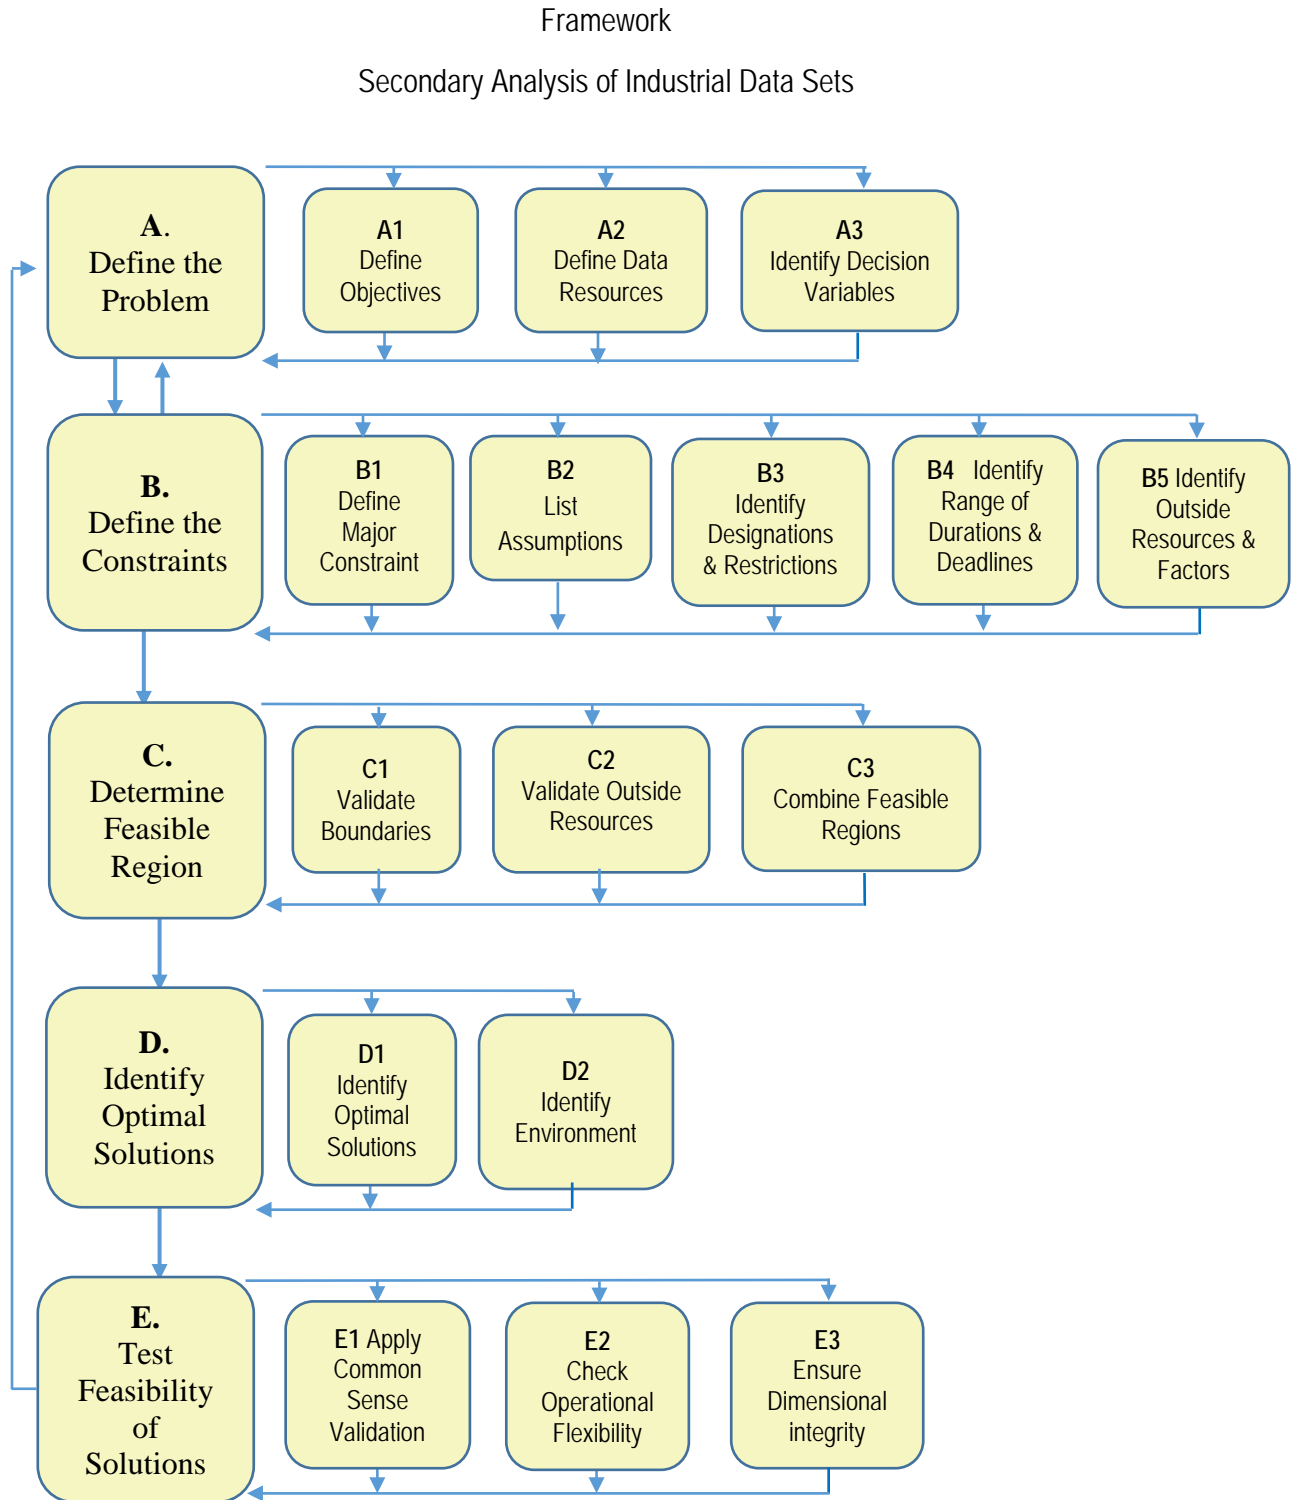 Framework
Secondary Analysis of Industrial Data Sets
A.
Define the
Problem
A1
Define
Objectives
A2
Define Data
Resources
A3
Identify Decision
Variables
B.
Define the
Constraints
B1
Define
Major
Constraint
B2
List
Assumptions
B3
Identify
Designations
& Restrictions
B4 Identify
Range of
Durations &
Deadlines
B5 Identify
Outside
Resources &
Factors
C.
Determine
Feasible
Region
C1
Validate
Boundaries
C2
Validate Outside
Resources
C3
Combine Feasible
Regions
D.
Identify
Optimal
Solutions
D1
Identify
Optimal
Solutions
D2
Identify
Environment
E.
Test
Feasibility
of
Solutions
E1 Apply
Common
Sense
Validation
E2
Check
Operational
Flexibility
E3
Ensure
Dimensional
integrity